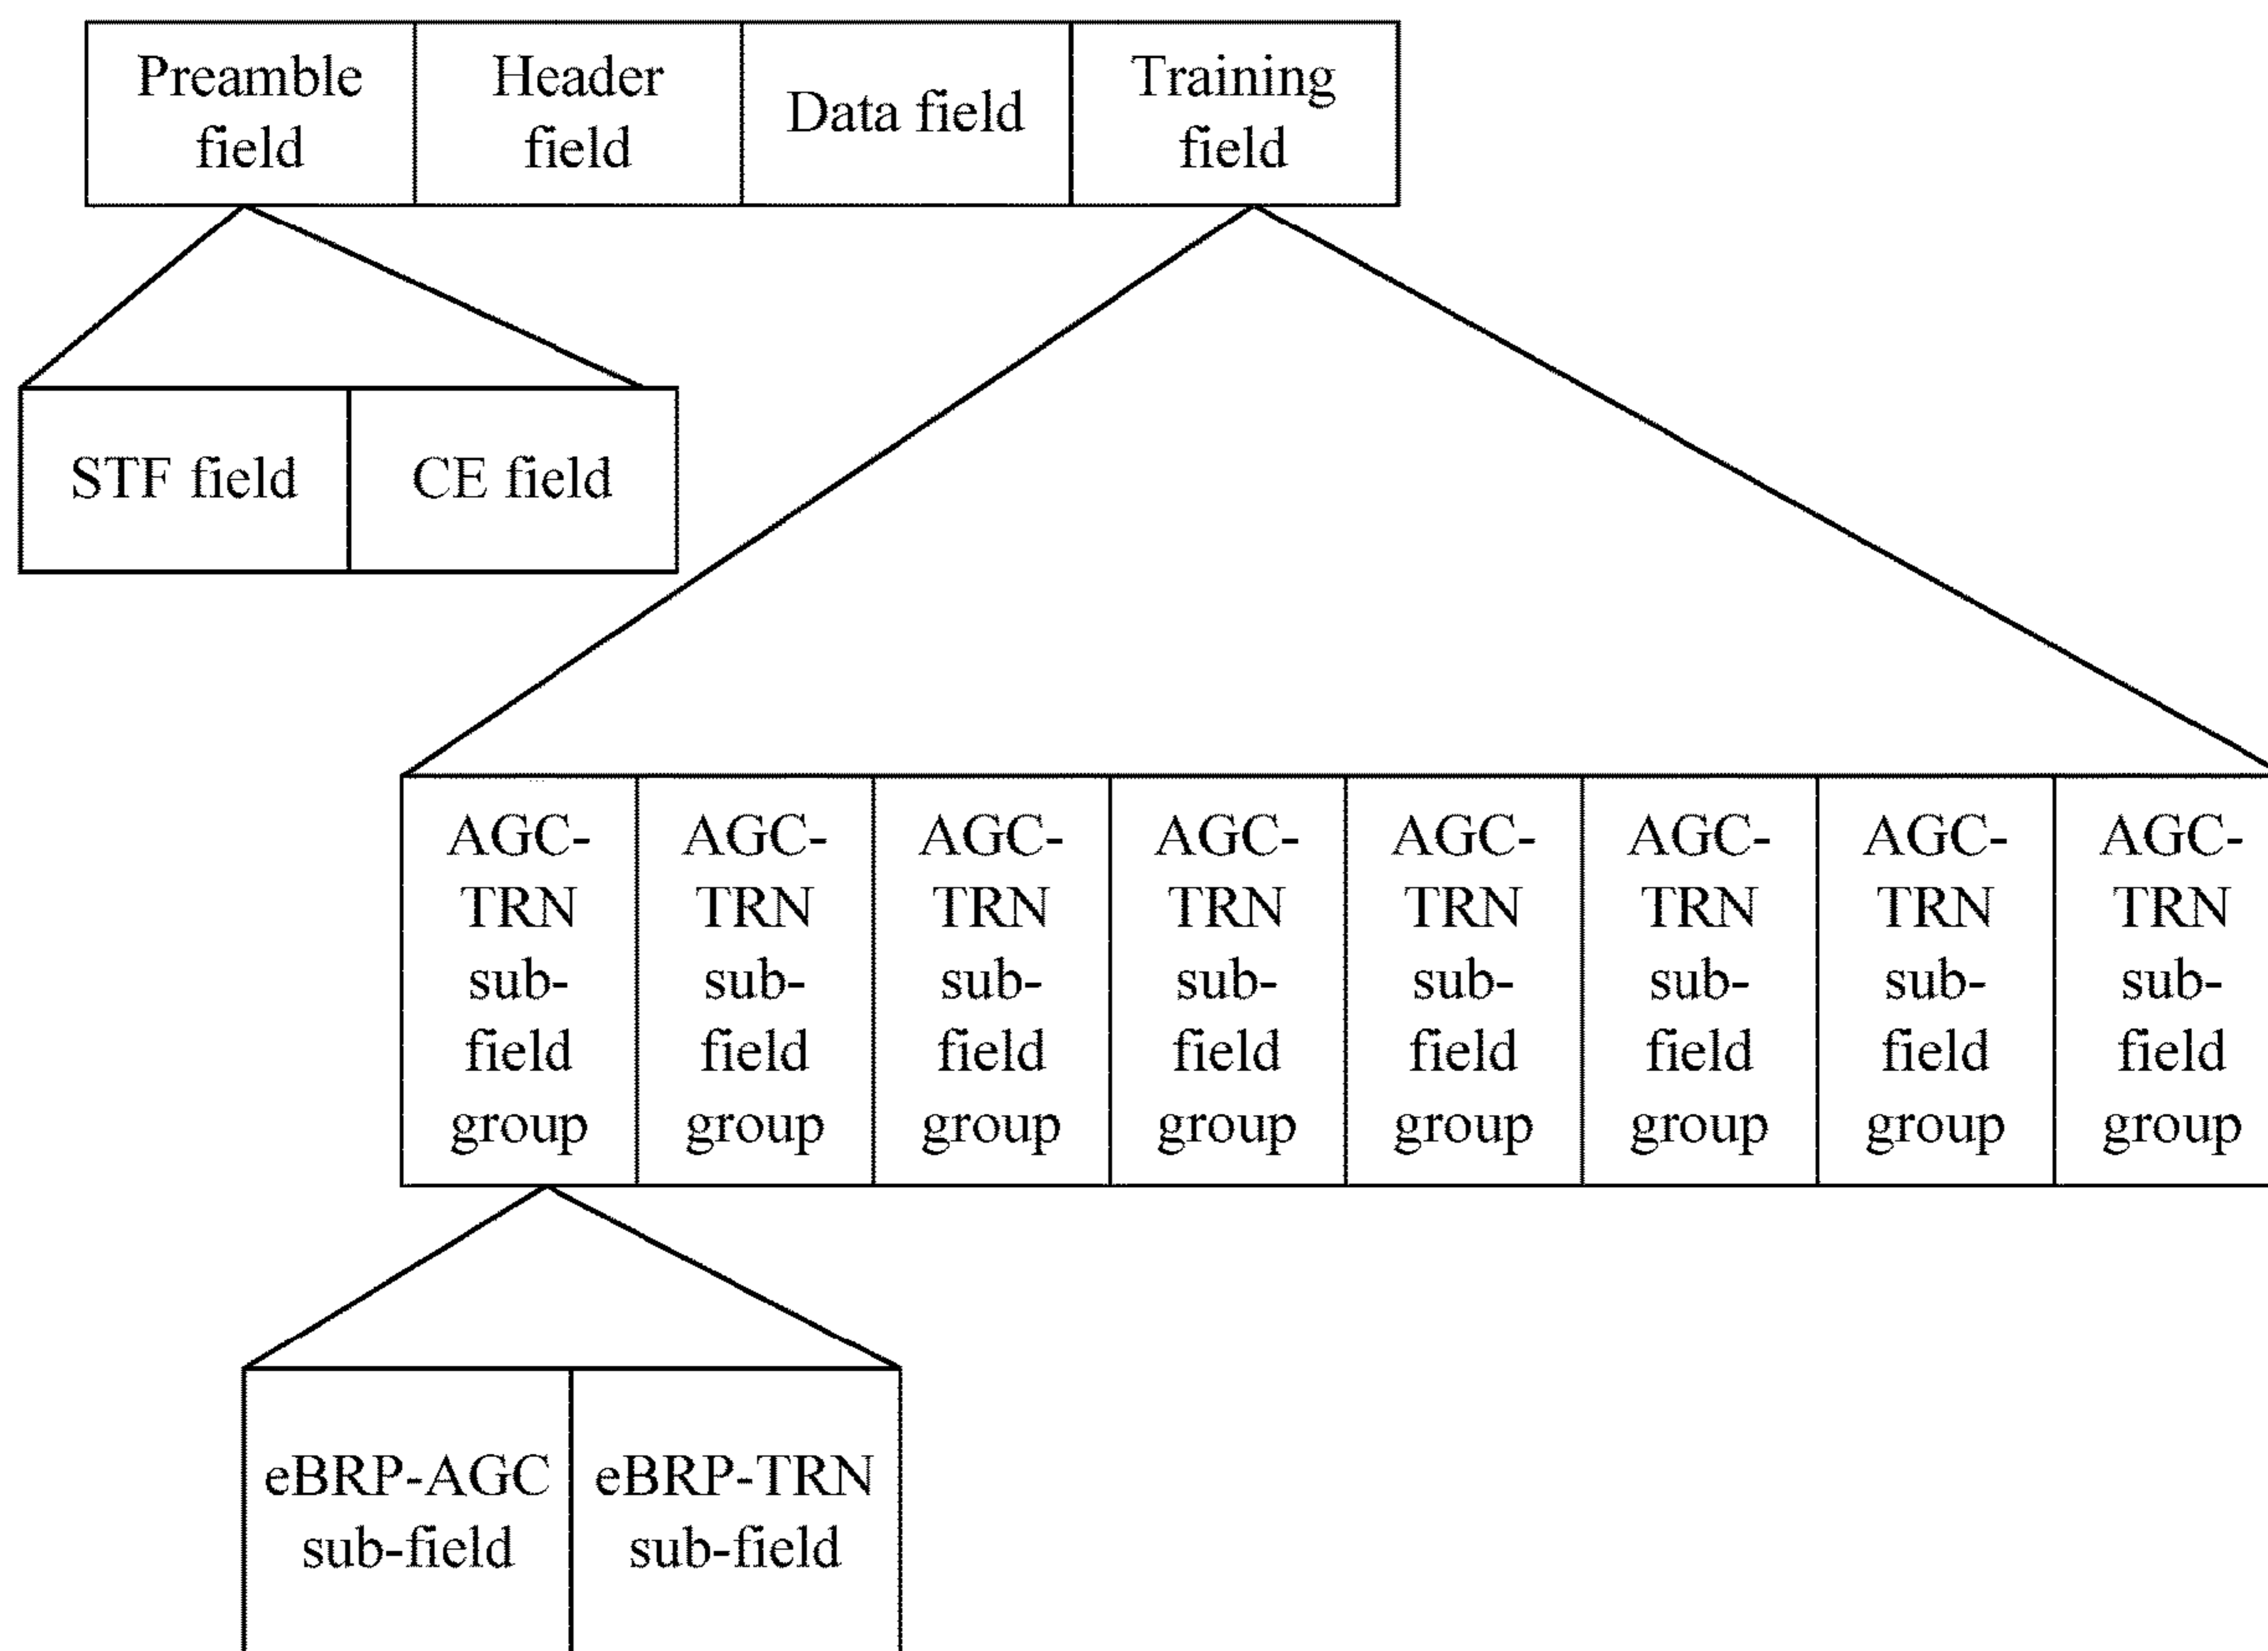 Preamble
field
Header
field
Data field
Training
field
STF field
CE field
AGC-
TRN
sub-
field
group
AGC-
TRN
sub-
field
group
AGC-
TRN
sub-
field
group
AGC-
TRN
sub-
field
group
AGC-
TRN
sub-
field
group
AGC-
TRN
sub-
field
group
AGC-
TRN
sub-
field
group
AGC-
TRN
sub-
field
group
eBRP-AGC
sub-field
eBRP-TRN
sub-field